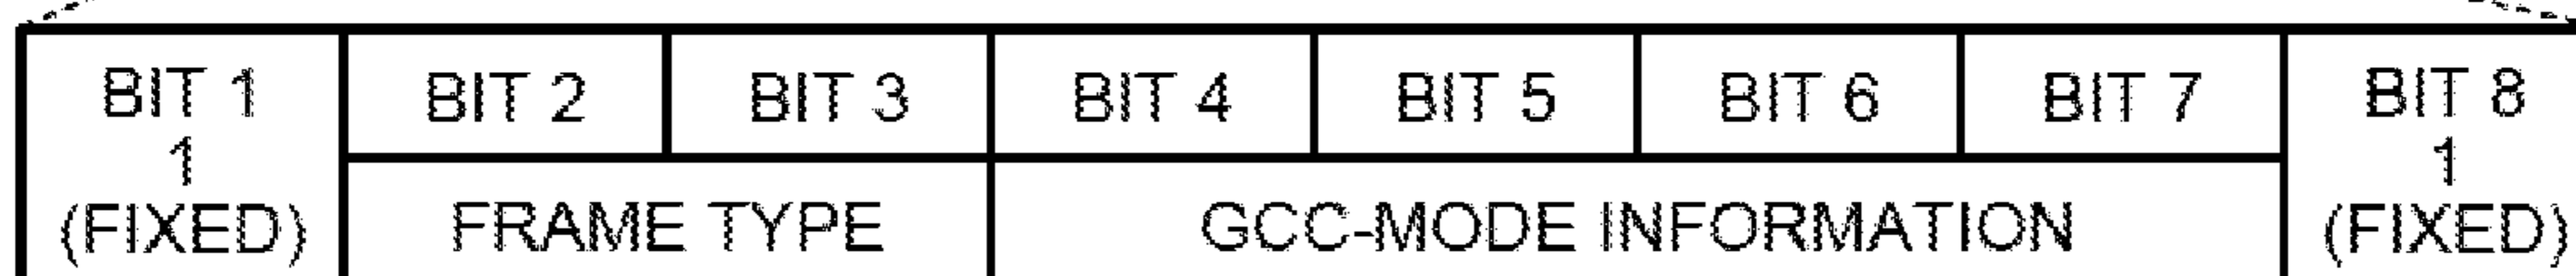 BIT 1 BIT 2 BIT 3 BIT 4 BIT 5 BIT 6 BIT 7 BIT 8
1 1
(FIXED) FRAME TYPE GCC-MODE INFORMATION (FIXED)